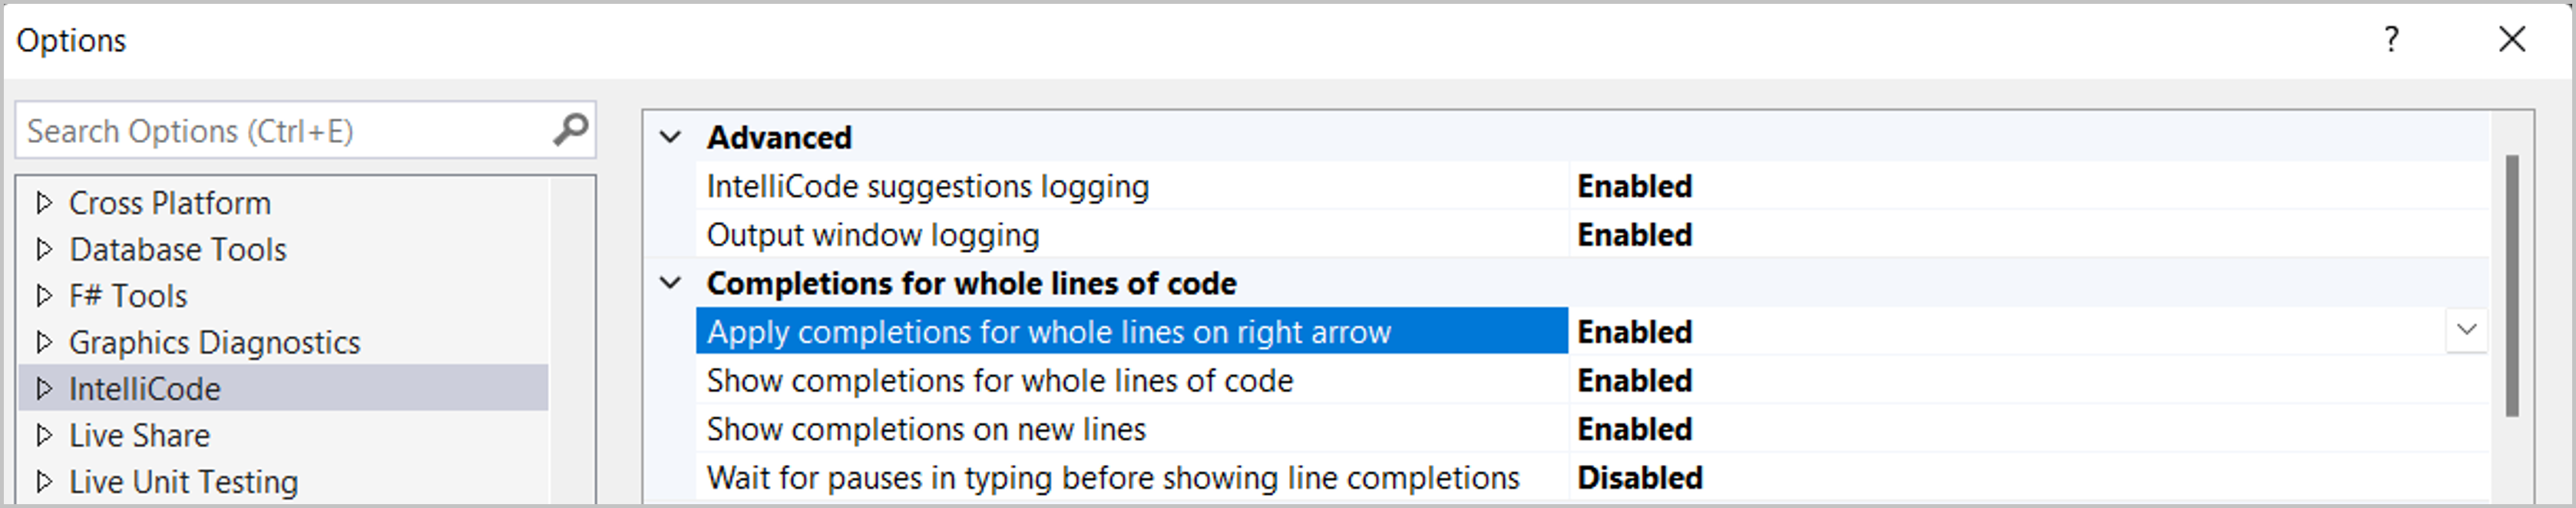 Options
?
Search Options (Ctrl+E)
Cross Platform
Database Tools
F# Tools
Graphics Diagnostics
IntelliCode
Live Share
Live Unit Testing
Advanced
IntelliCode suggestions logging Enabled
Output window logging Enabled
Completions for whole lines of code
Apply completions for whole lines on right arrow Enabled
Show completions for whole lines of code Enabled
Show completions on new lines Enabled
Wait for pauses in typing before showing line completions Disabled